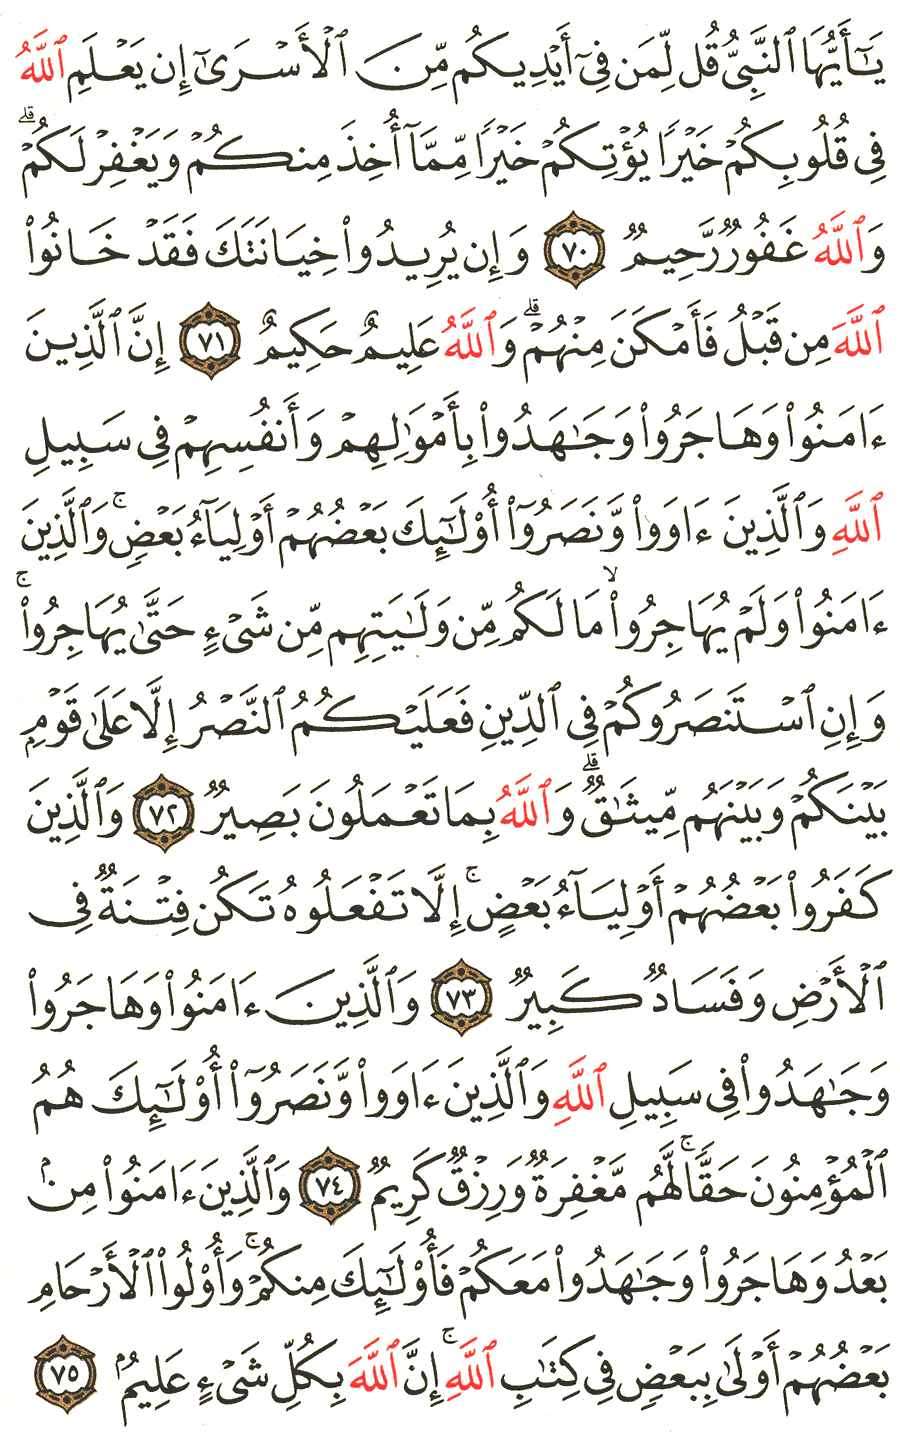 يَـٰٓأَيُّهَا ٱلنَّبِىُّ قُل لِّمَن فِىٓ أَيْدِيكُم مِّنَ ٱلْأَسْرَىٰٓ إِن يَعْلَمِ ٱللَّهُ
فِى قُلُوبِكُمْ خَيْرًا يُؤْتِكُمْ خَيْرًا مِّمَّآ أُخِذَ مِنكُمْ وَيَغْفِرْ لَكُمْ ۗ
وَٱللَّهُ غَفُورٌ رَّحِيمٌ ٧٠ وَإِن يُرِيدُوا۟ خِيَانَتَكَ فَقَدْ خَانُوا۟
ٱللَّهَ مِن قَبْلُ فَأَمْكَنَ مِنْهُمْ ۗ وَٱللَّهُ عَلِيمٌ حَكِيمٌ ٧١ إِنَّ ٱلَّذِينَ
ءَامَنُوا۟ وَهَاجَرُوا۟ وَجَـٰهَدُوا۟ بِأَمْوَٰلِهِمْ وَأَنفُسِهِمْ فِى سَبِيلِ
ٱللَّهِ وَٱلَّذِينَ ءَاوَوا۟ وَّنَصَرُوٓا۟ أُو۟لَـٰٓئِكَ بَعْضُهُمْ أَوْلِيَآءُ بَعْضٍ ۚ وَٱلَّذِينَ
ءَامَنُوا۟ وَلَمْ يُهَاجِرُوا۟ ۙ مَا لَكُم مِّن وَلَـٰيَتِهِم مِّن شَىْءٍ حَتَّىٰ يُهَاجِرُوا۟ ۚ
وَإِنِ ٱسْتَنصَرُوكُمْ فِى ٱلدِّينِ فَعَلَيْكُمُ ٱلنَّصْرُ إِلَّا عَلَىٰ قَوْمٍۭ
بَيْنَكُمْ وَبَيْنَهُم مِّيثَـٰقٌ ۗ وَٱللَّهُ بِمَا تَعْمَلُونَ بَصِيرٌ ٧٢ وَٱلَّذِينَ
كَفَرُوا۟ بَعْضُهُمْ أَوْلِيَآءُ بَعْضٍ ۚ إِلَّا تَفْعَلُوهُ تَكُن فِتْنَةٌ فِى
ٱلْأَرْضِ وَفَسَادٌ كَبِيرٌ ٧٣ وَٱلَّذِينَ ءَامَنُوا۟ وَهَاجَرُوا۟
وَجَـٰهَدُوا۟ فِى سَبِيلِ ٱللَّهِ وَٱلَّذِينَ ءَاوَوا۟ وَّنَصَرُوٓا۟ أُو۟لَـٰٓئِكَ هُمُ
ٱلْمُؤْمِنُونَ حَقًّا ۚ لَّهُم مَّغْفِرَةٌ وَرِزْقٌ كَرِيمٌ ٧٤ وَٱلَّذِينَ ءَامَنُوا۟ مِنۢ
بَعْدُ وَهَاجَرُوا۟ وَجَـٰهَدُوا۟ مَعَكُمْ فَأُو۟لَـٰٓئِكَ مِنكُمْ ۚ وَأُو۟لُوا۟ ٱلْأَرْحَامِ
بَعْضُهُمْ أَوْلَىٰ بِبَعْضٍ فِى كِتَـٰبِ ٱللَّهِ ۚ إِنَّ ٱللَّهَ بِكُلِّ شَىْءٍ عَلِيمٌۢ ٧٥